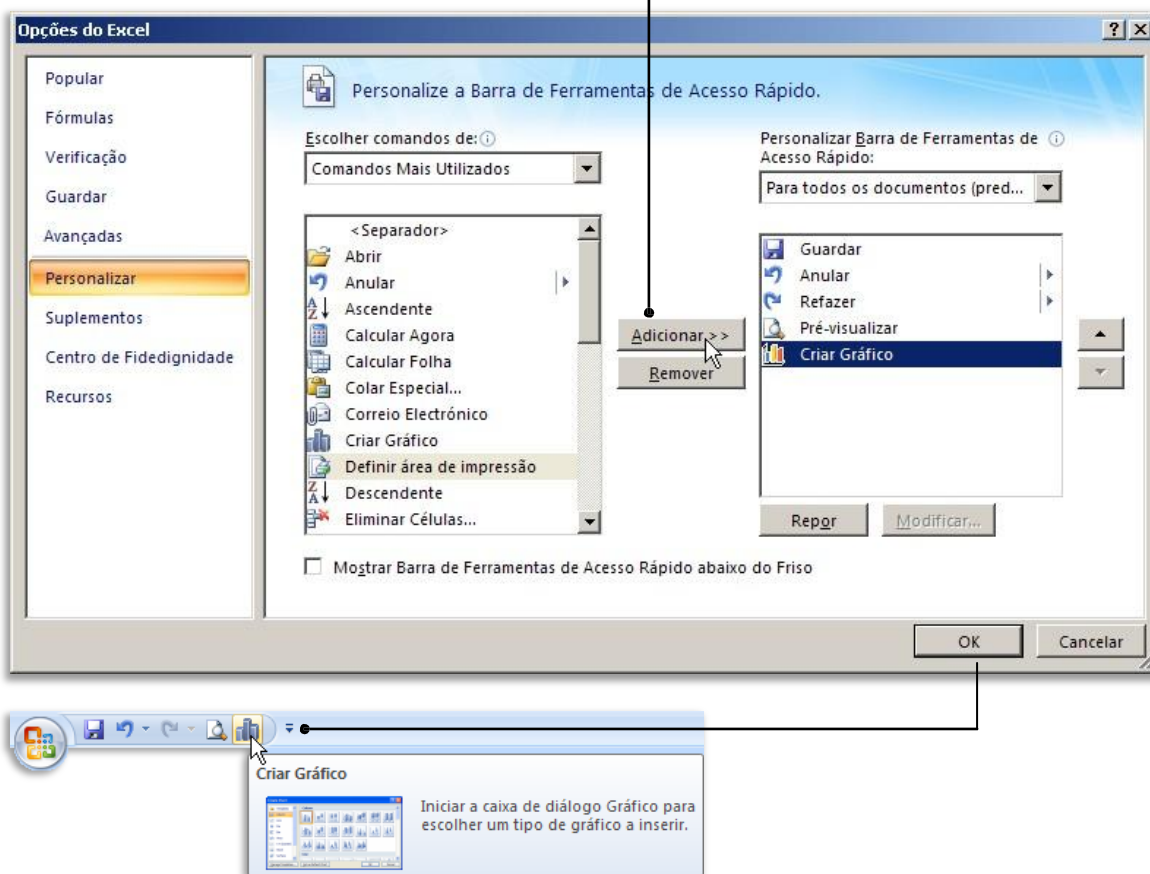 Opções do Excel
Popular
Fórmulas
Verificação
Guardar
Avançadas
Personalizar
Suplementos
Centro de Fidedignidade
Recursos
Personalize a Barra de Ferramentas de Acesso Rápido.
Escolher comandos de:
Comandos Mais Utilizados
<Separador>
Abrir
Anular
Ascendente
Calcular Agora
Calcular Folha
Colar Especial...
Correio Electrónico
Criar Gráfico
Definir área de impressão
Descendente
Eliminar Células...
Adicionar >>
Remover
Personalizar Barra de Ferramentas de
Acesso Rápido:
Para todos os documentos (pred...
Guardar
Anular
Refazer
Pré-visualizar
Criar Gráfico
Repor
Modificar...
Mostrar Barra de Ferramentas de Acesso Rápido abaixo do Friso
OK
Cancelar
Criar Gráfico
Iniciar a caixa de diálogo Gráfico para
escolher um tipo de gráfico a inserir.